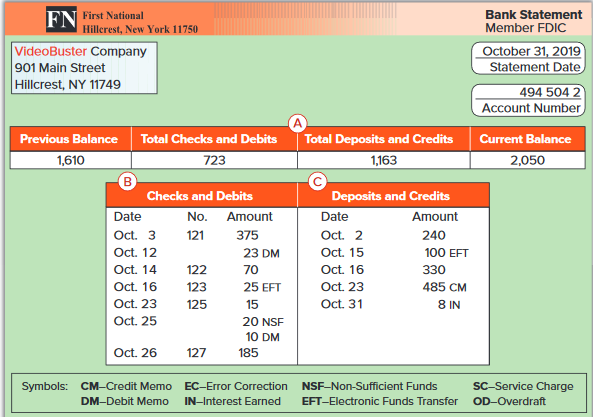 FN First National Bank Statement
Hillcrest, New York 11750 Member FDIC
VideoBuster Company
901 Main Street
Hillcrest, NY 11749
October 31, 2019
Statement Date
494 504 2
Account Number
A
Previous Balance Total Checks and Debits Total Deposits and Credits Current Balance
1,610 723 1,163 2,050
B C
Checks and Debits Deposits and Credits
Date No. Amount Date Amount
Oct. 3 121 375 Oct. 2 240
Oct. 12 23 DM Oct. 15 100 EFT
Oct. 14 122 70 Oct. 16 330
Oct. 16 123 25 EFT Oct. 23 485 CM
Oct. 23 125 15 Oct. 31 8 IN
Oct. 25 20 NSF
10 DM
Oct. 26 127 185
Symbols: CM–Credit Memo EC–Error Correction NSF–Non-Sufficient Funds SC–Service Charge
DM–Debit Memo IN–Interest Earned EFT–Electronic Funds Transfer OD–Overdraft